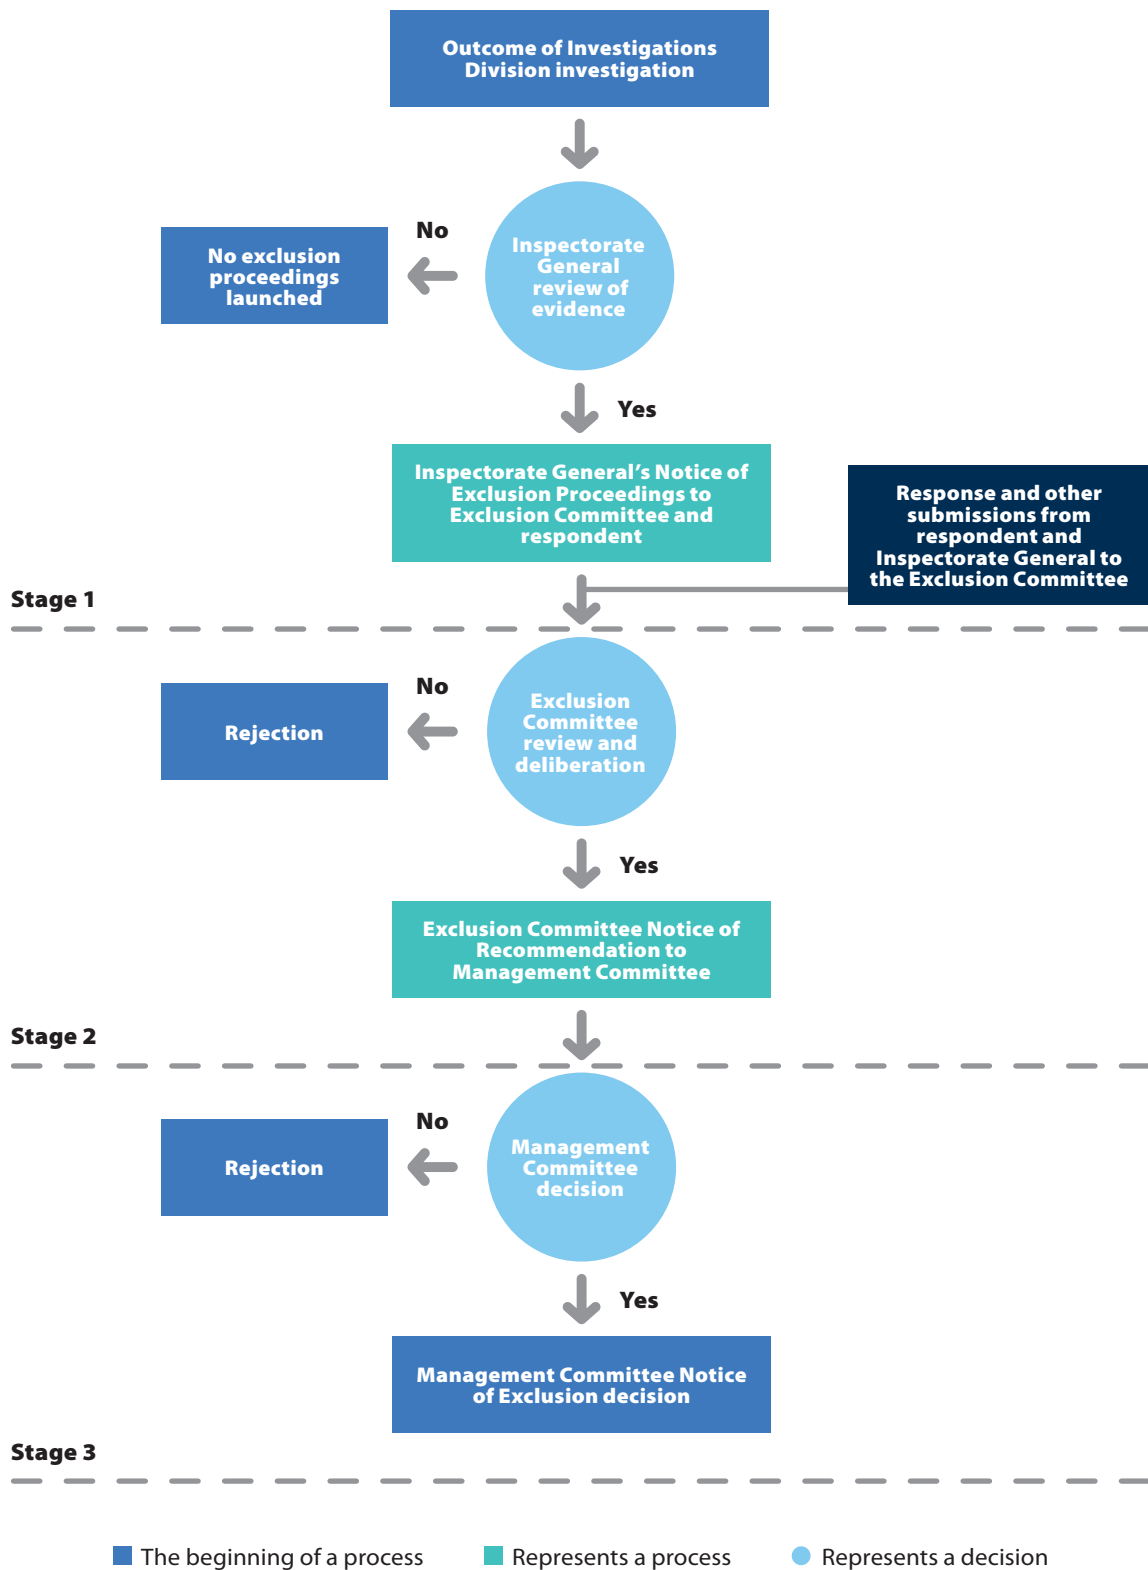 Outcome of Investigations
Division investigation
No
No exclusion
proceedings
launched
Inspectorate
General
review of
evidence
Yes
Inspectorate General’s Notice of
Exclusion Proceedings to
Exclusion Committee and
respondent
Response and other
submissions from
respondent and
Inspectorate General to
the Exclusion Committee
Stage 1
No
Rejection
Exclusion
Committee
review and
deliberation
Yes
Exclusion Committee Notice of
Recommendation to
Management Committee
Stage 2
No
Rejection
Management
Committee
decision
Yes
Management Committee Notice
of Exclusion decision
Stage 3
The beginning of a process
Represents a process
Represents a decision